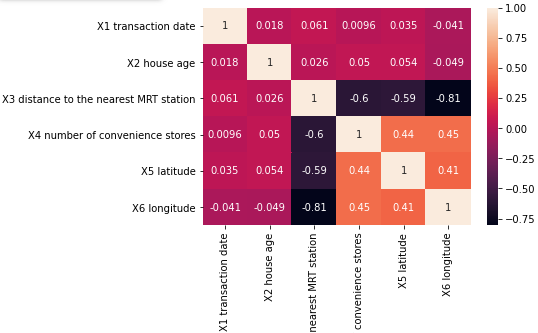 X1 transaction date 1 0.018 0.061 0.0096 0.035 -0.041
X2 house age 0.018 1 0.026 0.05 0.054 -0.049
X3 distance to the nearest MRT station 0.061 0.026 1 -0.6 -0.59 -0.81
X4 number of convenience stores 0.0096 0.05 -0.6 1 0.44 0.45
X5 latitude 0.035 0.054 -0.59 0.44 1 0.41
X6 longitude -0.041 -0.049 -0.81 0.45 0.41 1
X1 transaction date
X2 house age
nearest MRT station
convenience stores
X5 latitude
X6 longitude
1.00
0.75
0.50
0.25
0.00
−0.25
−0.50
−0.75